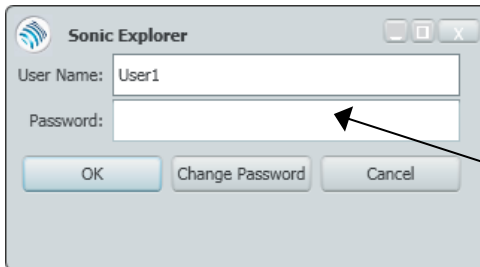 Sonic Explorer
User Name: User1
Password:
OK Change Password Cancel